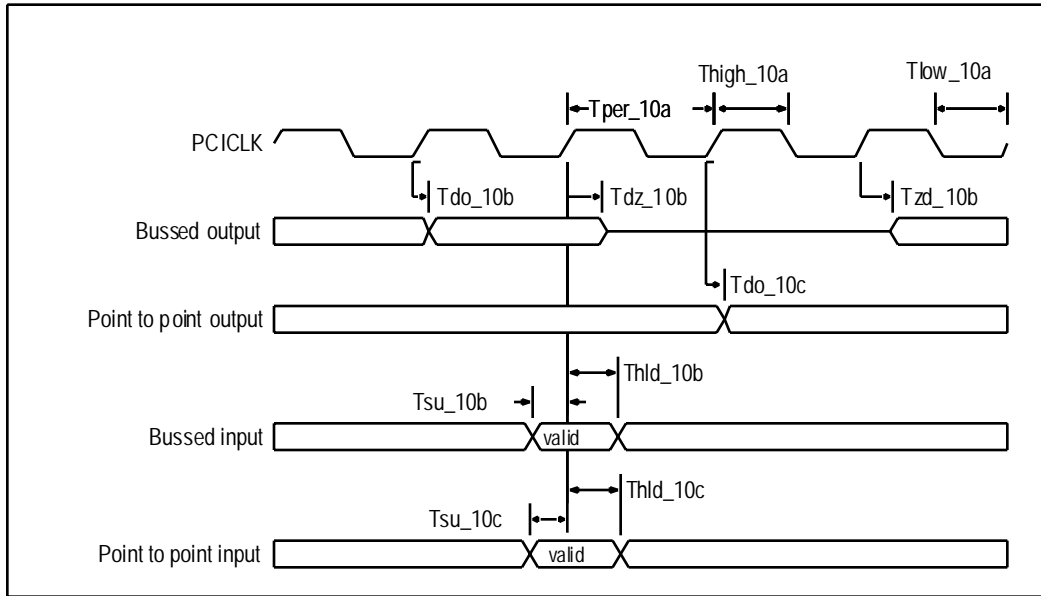 Thigh_10a
Tlow_10a
Tper_10a
PCICLK
Tdo_10b
Tdz_10b
Tzd_10b
Bussed output
Tdo_10c
Point to point output
Thld_10b
Tsu_10b
Bussed input
valid
Thld_10c
Tsu_10c
Point to point input
valid